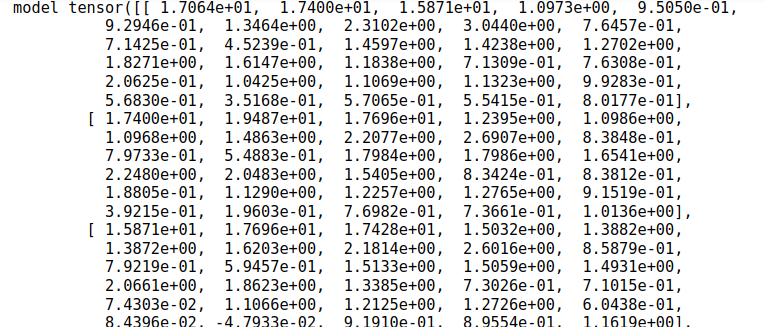 model tensor([[ 1.7064e+01,  1.7400e+01,  1.5871e+01,  1.0973e+01,  9.5050e-01,
9.2946e-01,  1.3464e+00,  2.3102e+00,  3.0440e+00,  7.6457e-01,
7.1425e-01,  4.5239e-01,  1.4597e+00,  1.4238e+00,  1.2702e+00,
1.8271e+00,  1.6147e+00,  1.1838e+00,  7.1309e-01,  7.6308e-01,
2.0625e+00,  1.0425e+00,  1.1069e+00,  1.1323e+00,  9.9283e-01,
5.6830e-01,  3.5168e-01,  5.7065e-01,  5.5415e-01,  8.0177e-01],
[ 1.7400e+01,  1.9487e+01,  1.7696e+01,  1.2395e+00,  1.0986e+00,
1.0968e+00,  1.4863e+00,  2.2077e+00,  2.6907e+00,  8.3848e-01,
7.9733e-01,  5.4883e-01,  1.7984e+00,  1.7986e+00,  1.6541e+00,
2.2480e+00,  2.0483e+00,  1.5405e+00,  8.3424e-01,  8.3812e-01,
1.8805e+00,  1.1290e+00,  1.2257e+00,  1.2765e+00,  9.1519e-01,
3.9215e-01,  1.9603e-01,  7.6982e-01,  7.3661e-01,  1.0136e+00],
[ 1.5871e+01,  1.7696e+01,  1.7428e+01,  1.5032e+00,  1.3882e+00,
1.3872e+00,  1.6203e+00,  2.1814e+00,  2.6016e+00,  8.5879e-01,
7.9219e-01,  5.9457e-01,  1.5133e+00,  1.5059e+00,  1.4931e+00,
2.0661e+00,  1.8623e+00,  1.3385e+00,  7.3026e-01,  7.1015e-01,
7.4303e-02,  1.1066e+00,  1.2125e+00,  1.2726e+00,  6.0438e-01,
8.4396e-02, -4.7933e-02,  9.1910e-01,  8.9554e-01,  1.1619e+00],